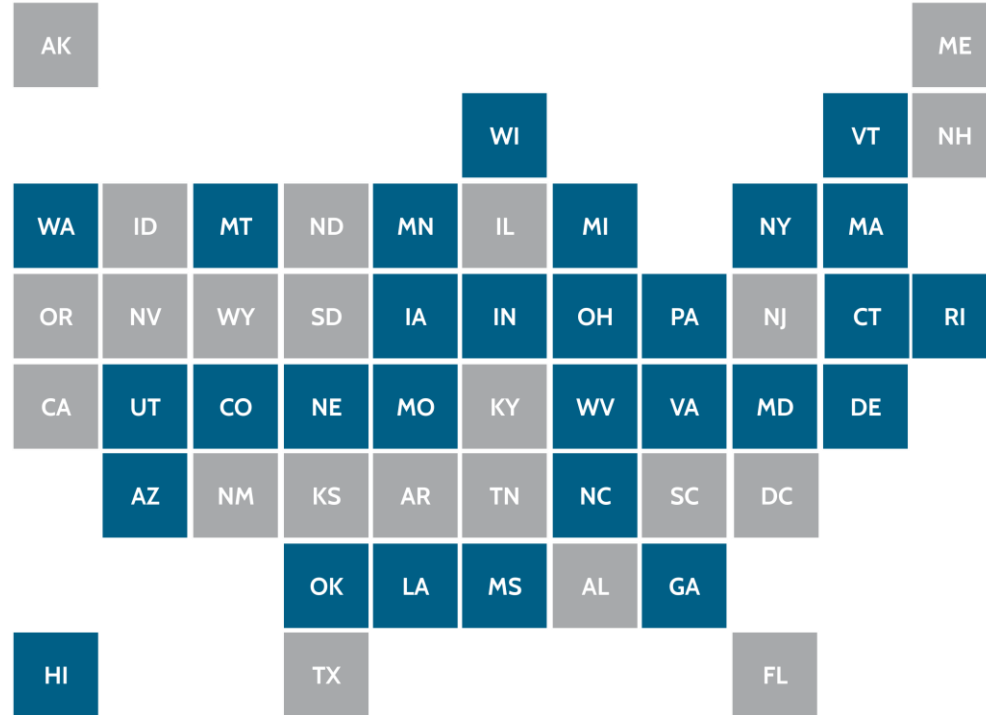 AK ME
WI VT NH
WA ID MT ND MN IL MI NY MA
OR NV WY SD IA IN OH PA NJ CT RI
CA UT CO NE MO KY WV VA MD DE
AZ NM KS AR TN NC SC DC
OK LA MS AL GA
HI TX FL